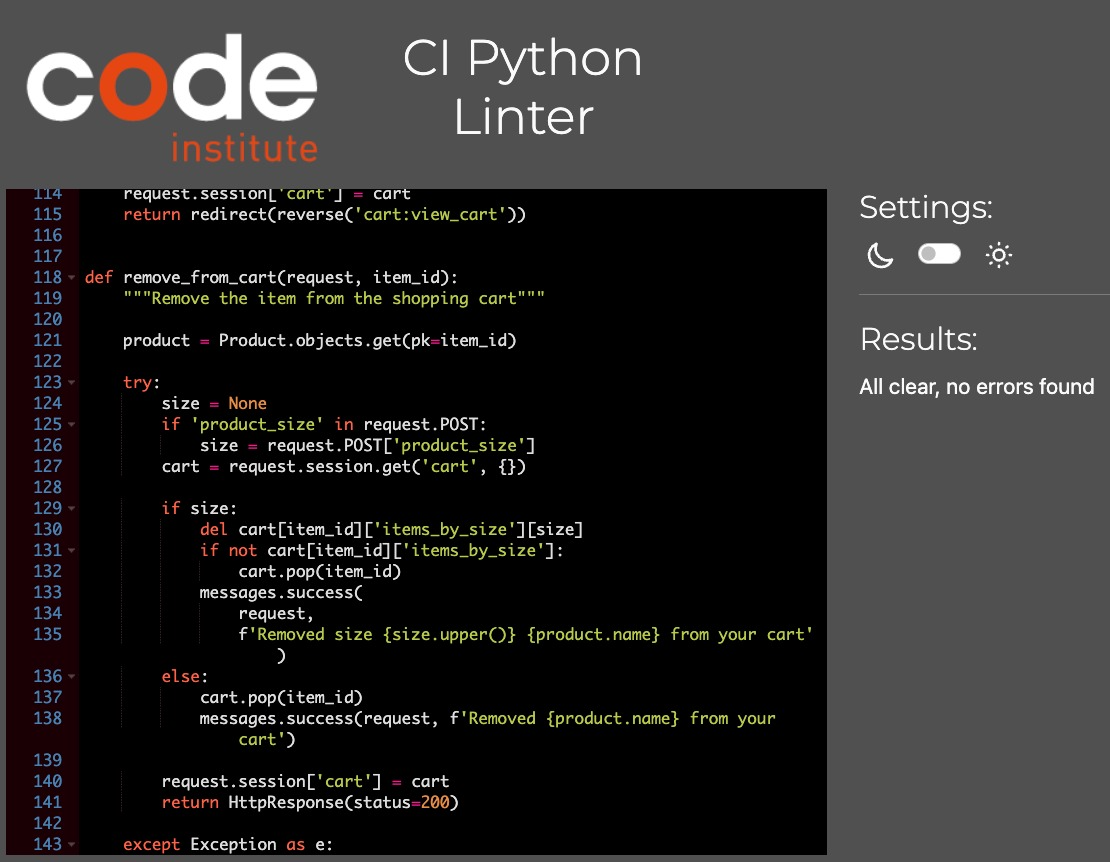 code
institute
CI Python
Linter
114 request.session['cart'] = cart
115 return redirect(reverse('cart:view_cart'))
116
117
118 def remove_from_cart(request, item_id):
119 """Remove the item from the shopping cart"""
120
121 product = Product.objects.get(pk=item_id)
122
123 try:
124 size = None
125 if 'product_size' in request.POST:
126 size = request.POST['product_size']
127 cart = request.session.get('cart', {})
128
129 if size:
130 del cart[item_id]['items_by_size'][size]
131 if not cart[item_id]['items_by_size']:
132 cart.pop(item_id)
133 messages.success(
134 request,
135 f'Removed size {size.upper()} {product.name} from your cart'
)
136 else:
137 cart.pop(item_id)
138 messages.success(request, f'Removed {product.name} from your
cart')
139
140 request.session['cart'] = cart
141 return HttpResponse(status=200)
142
143 except Exception as e:
Settings:
Results:
All clear, no errors found